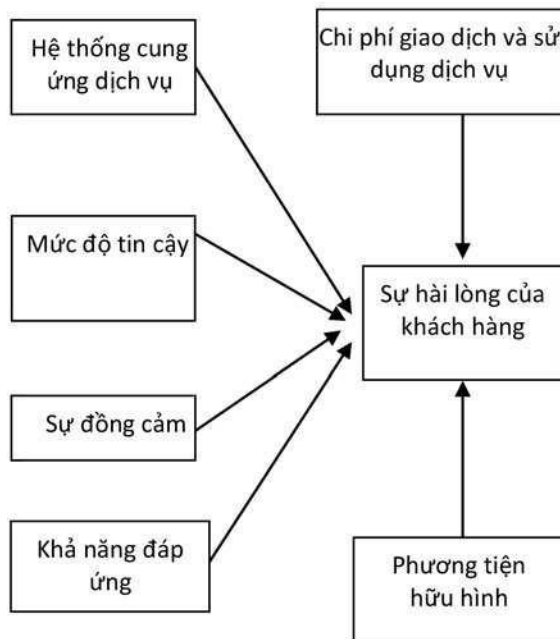 Hệ thống cung
ứng dịch vụ
Chi phí giao dịch và sử
dụng dịch vụ
Mức độ tin cậy
Sự hài lòng của
khách hàng
Sự đồng cảm
Khả năng đáp
ứng
Phương tiện
hữu hình